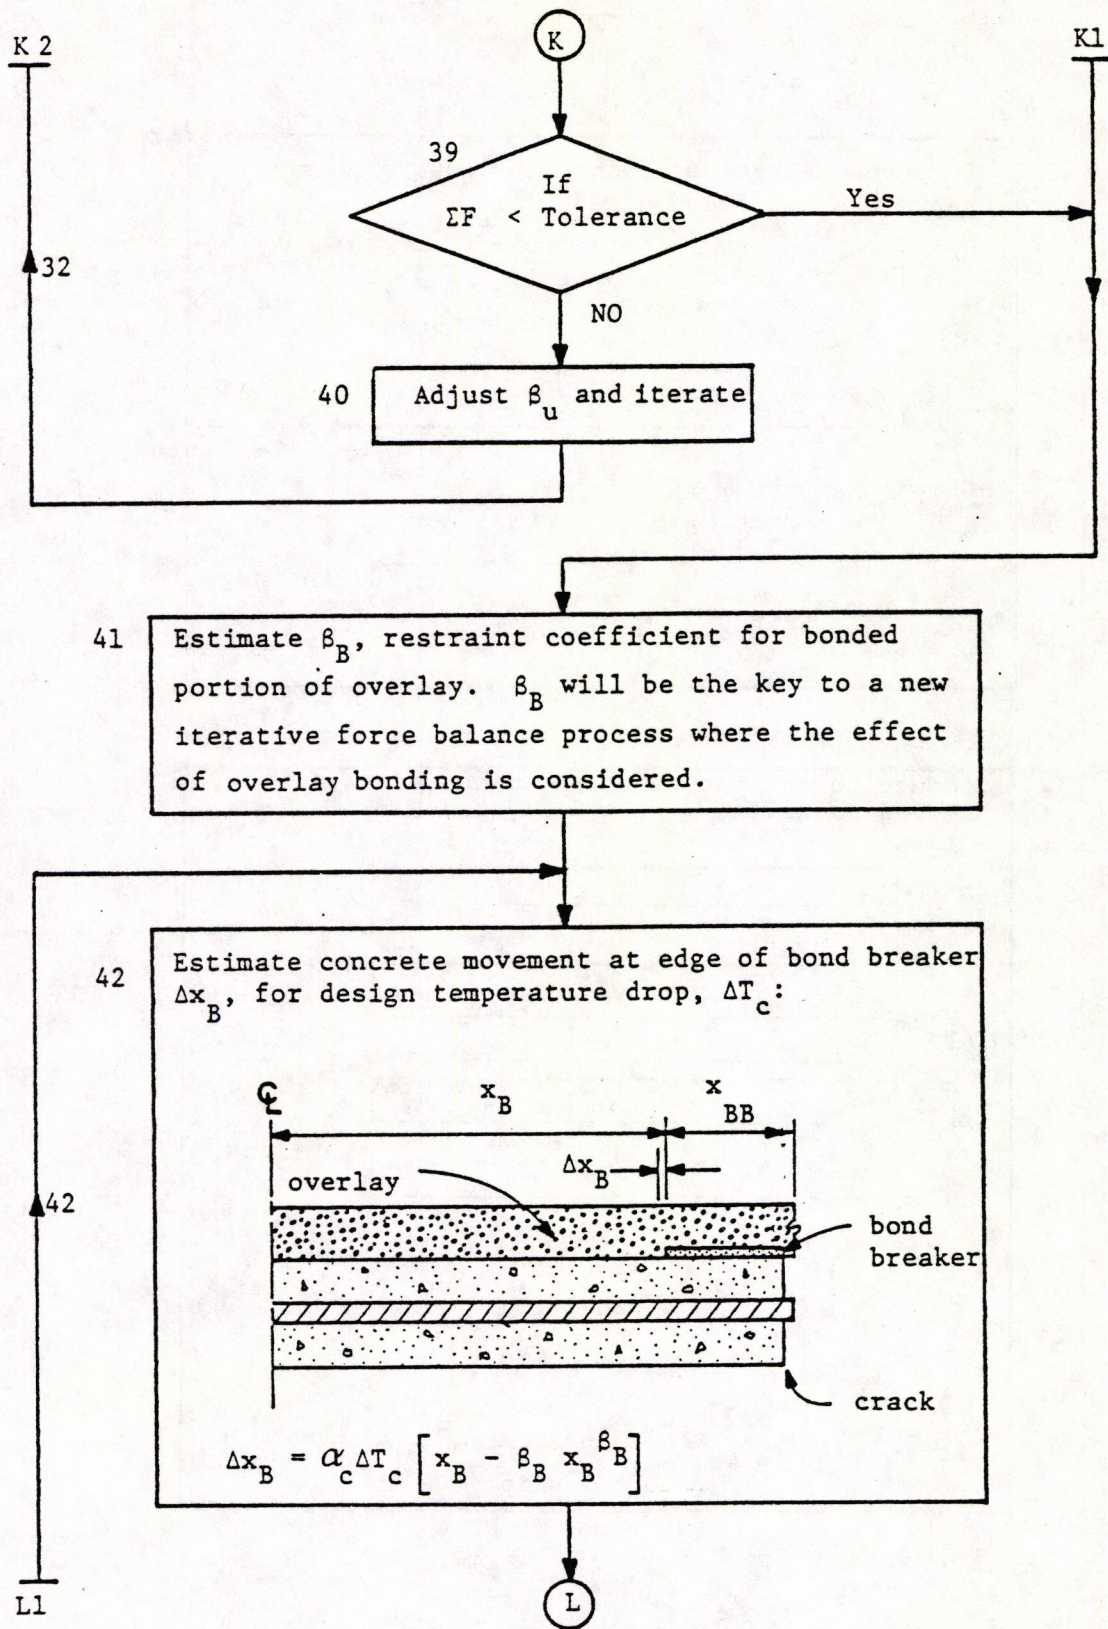 K 2
K
K1
39
If
ΣF < Tolerance
Yes
32
NO
40
Adjust β_u and iterate
41
Estimate β_B, restraint coefficient for bonded
portion of overlay. β_B will be the key to a new
iterative force balance process where the effect
of overlay bonding is considered.
42
Estimate concrete movement at edge of bond breaker
Δx_B, for design temperature drop, ΔT_c:
℄
x_B
x_BB
Δx_B
overlay
42
bond
breaker
crack
Δx_B = α_c ΔT_c [ x_B - β_B x_B^β_B ]
L1
L